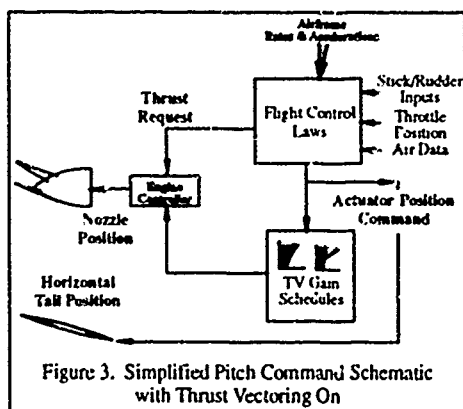 Airframe
Rates & Accelerations
Stick/Rudder
Inputs
Throttle
Position
Air Data
Flight Control
Laws
Thrust
Request
Engine
Controller
Nozzle
Position
Actuator Position
Command
TV Gain
Schedules
Horizontal
Tail Position
Figure 3. Simplified Pitch Command Schematic
with Thrust Vectoring On